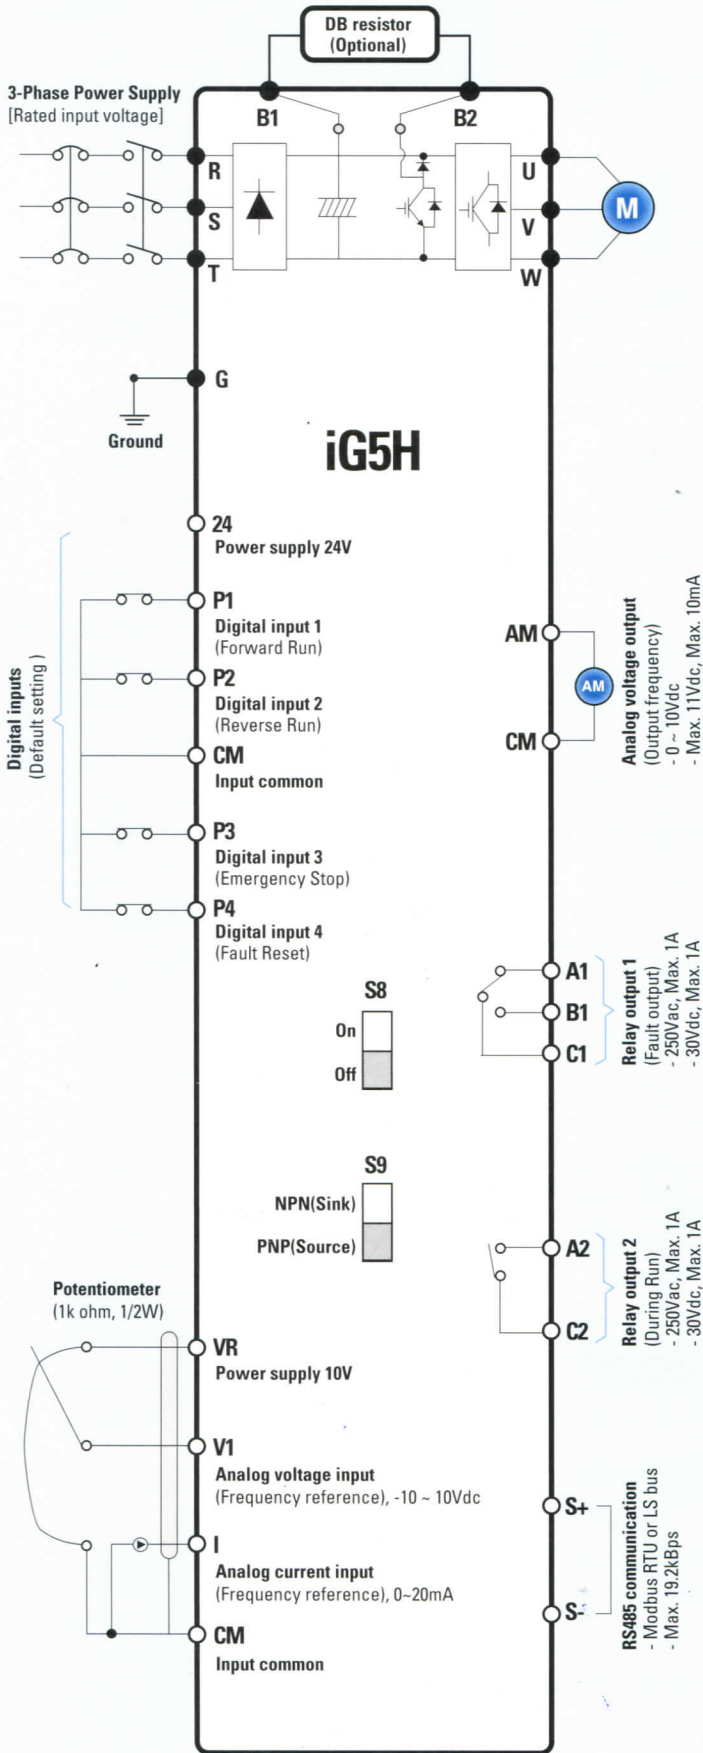 DB resistor
(Optional)
3-Phase Power Supply
[Rated input voltage]
B1
B2
R
S
T
U
V
W
M
G
Ground
iG5H
24
Power supply 24V
Digital inputs
(Default setting )
P1
Digital input 1
(Forward Run)
P2
Digital input 2
(Reverse Run)
CM
Input common
P3
Digital input 3
(Emergency Stop)
P4
Digital input 4
(Fault Reset)
AM
AM
CM
Analog voltage output
(Output frequency)
- 0 ~ 10Vdc
- Max. 11Vdc, Max. 10mA
S8
On
Off
A1
B1
C1
Relay output 1
(Fault output)
- 250Vac, Max. 1A
- 30Vdc, Max. 1A
S9
NPN(Sink)
PNP(Source)
A2
C2
Relay output 2
(During Run)
- 250Vac, Max. 1A
- 30Vdc, Max. 1A
Potentiometer
(1k ohm, 1/2W)
VR
Power supply 10V
V1
Analog voltage input
(Frequency reference), -10 ~ 10Vdc
I
Analog current input
(Frequency reference), 0~20mA
CM
Input common
S+
S-
RS485 communication
- Modbus RTU or LS bus
- Max. 19.2kBps